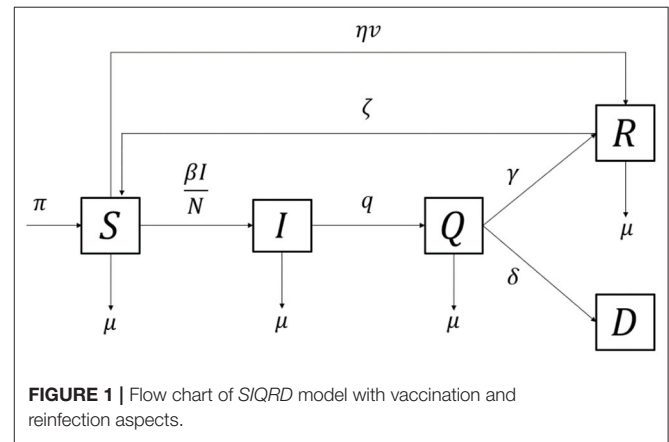 ηv
ζ
R
π
βI
N
γ
S
I
q
Q
μ
δ
μ
μ
μ
D
FIGURE 1 | Flow chart of SIQRD model with vaccination and
reinfection aspects.